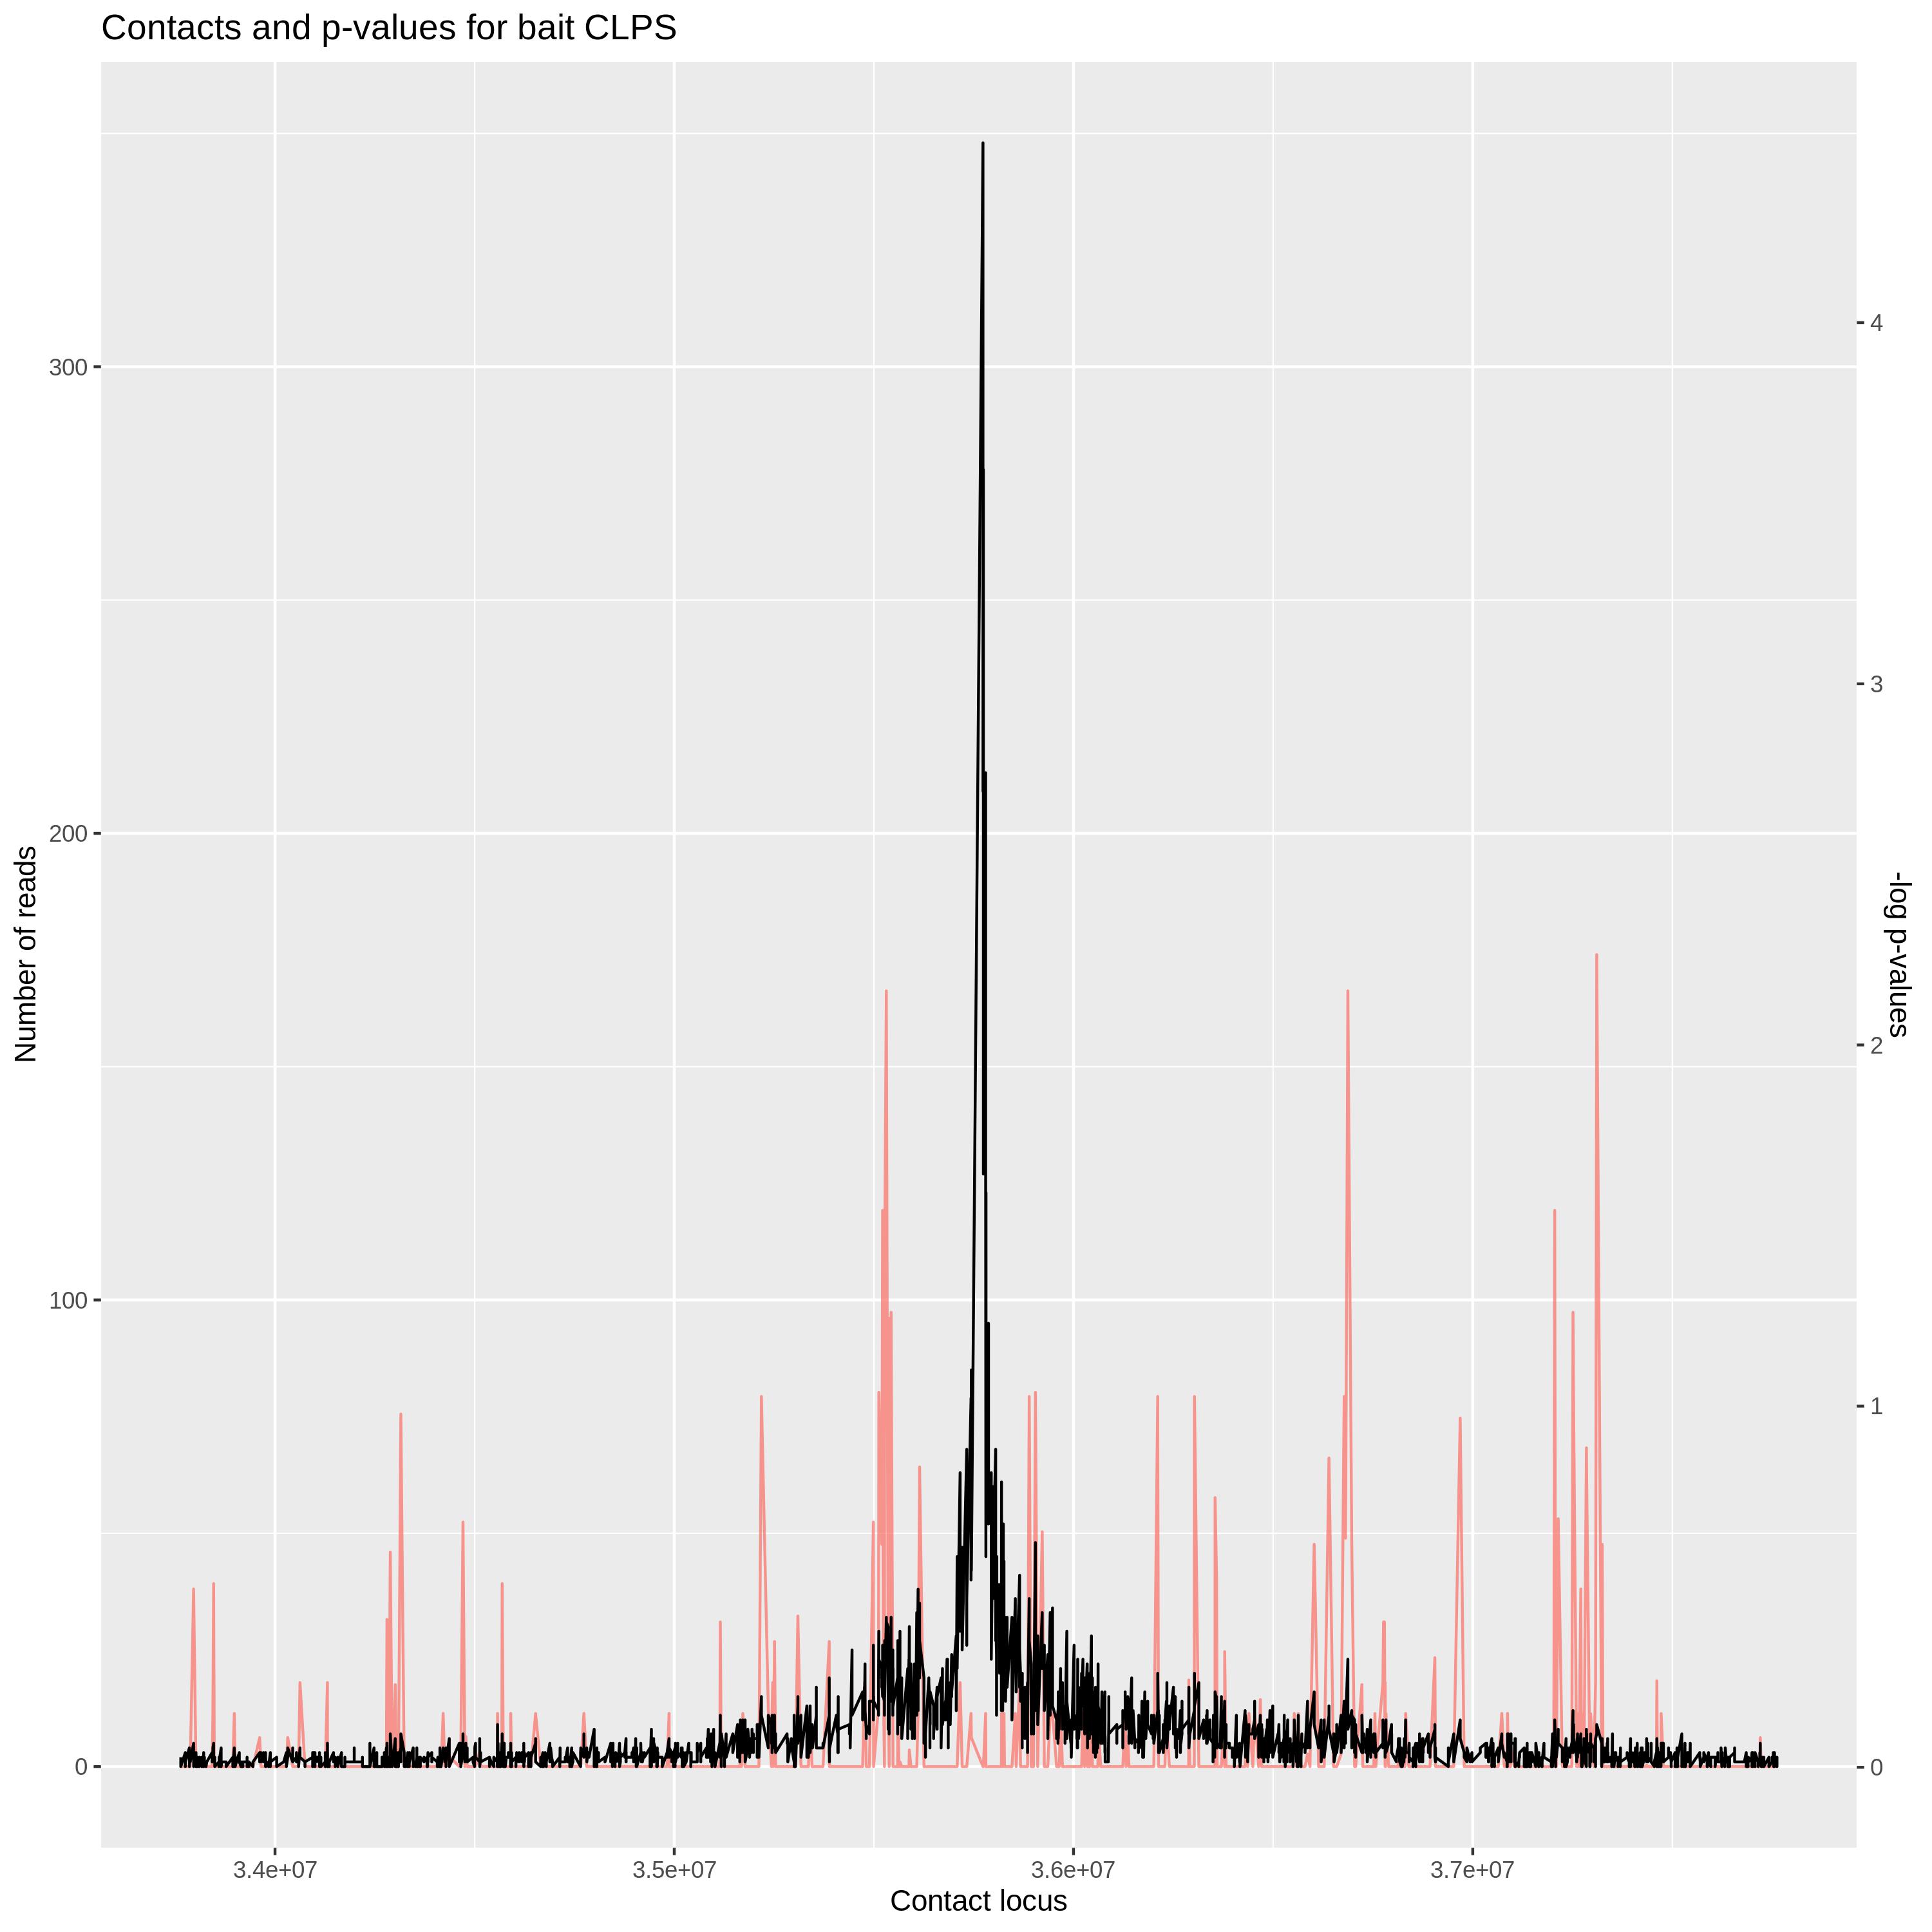 Contacts and p-values for bait CLPS
Number of reads
300
200
100
0
4
3
2
1
0
-log p-values
3.4e+07
3.5e+07
3.6e+07
3.7e+07
Contact locus